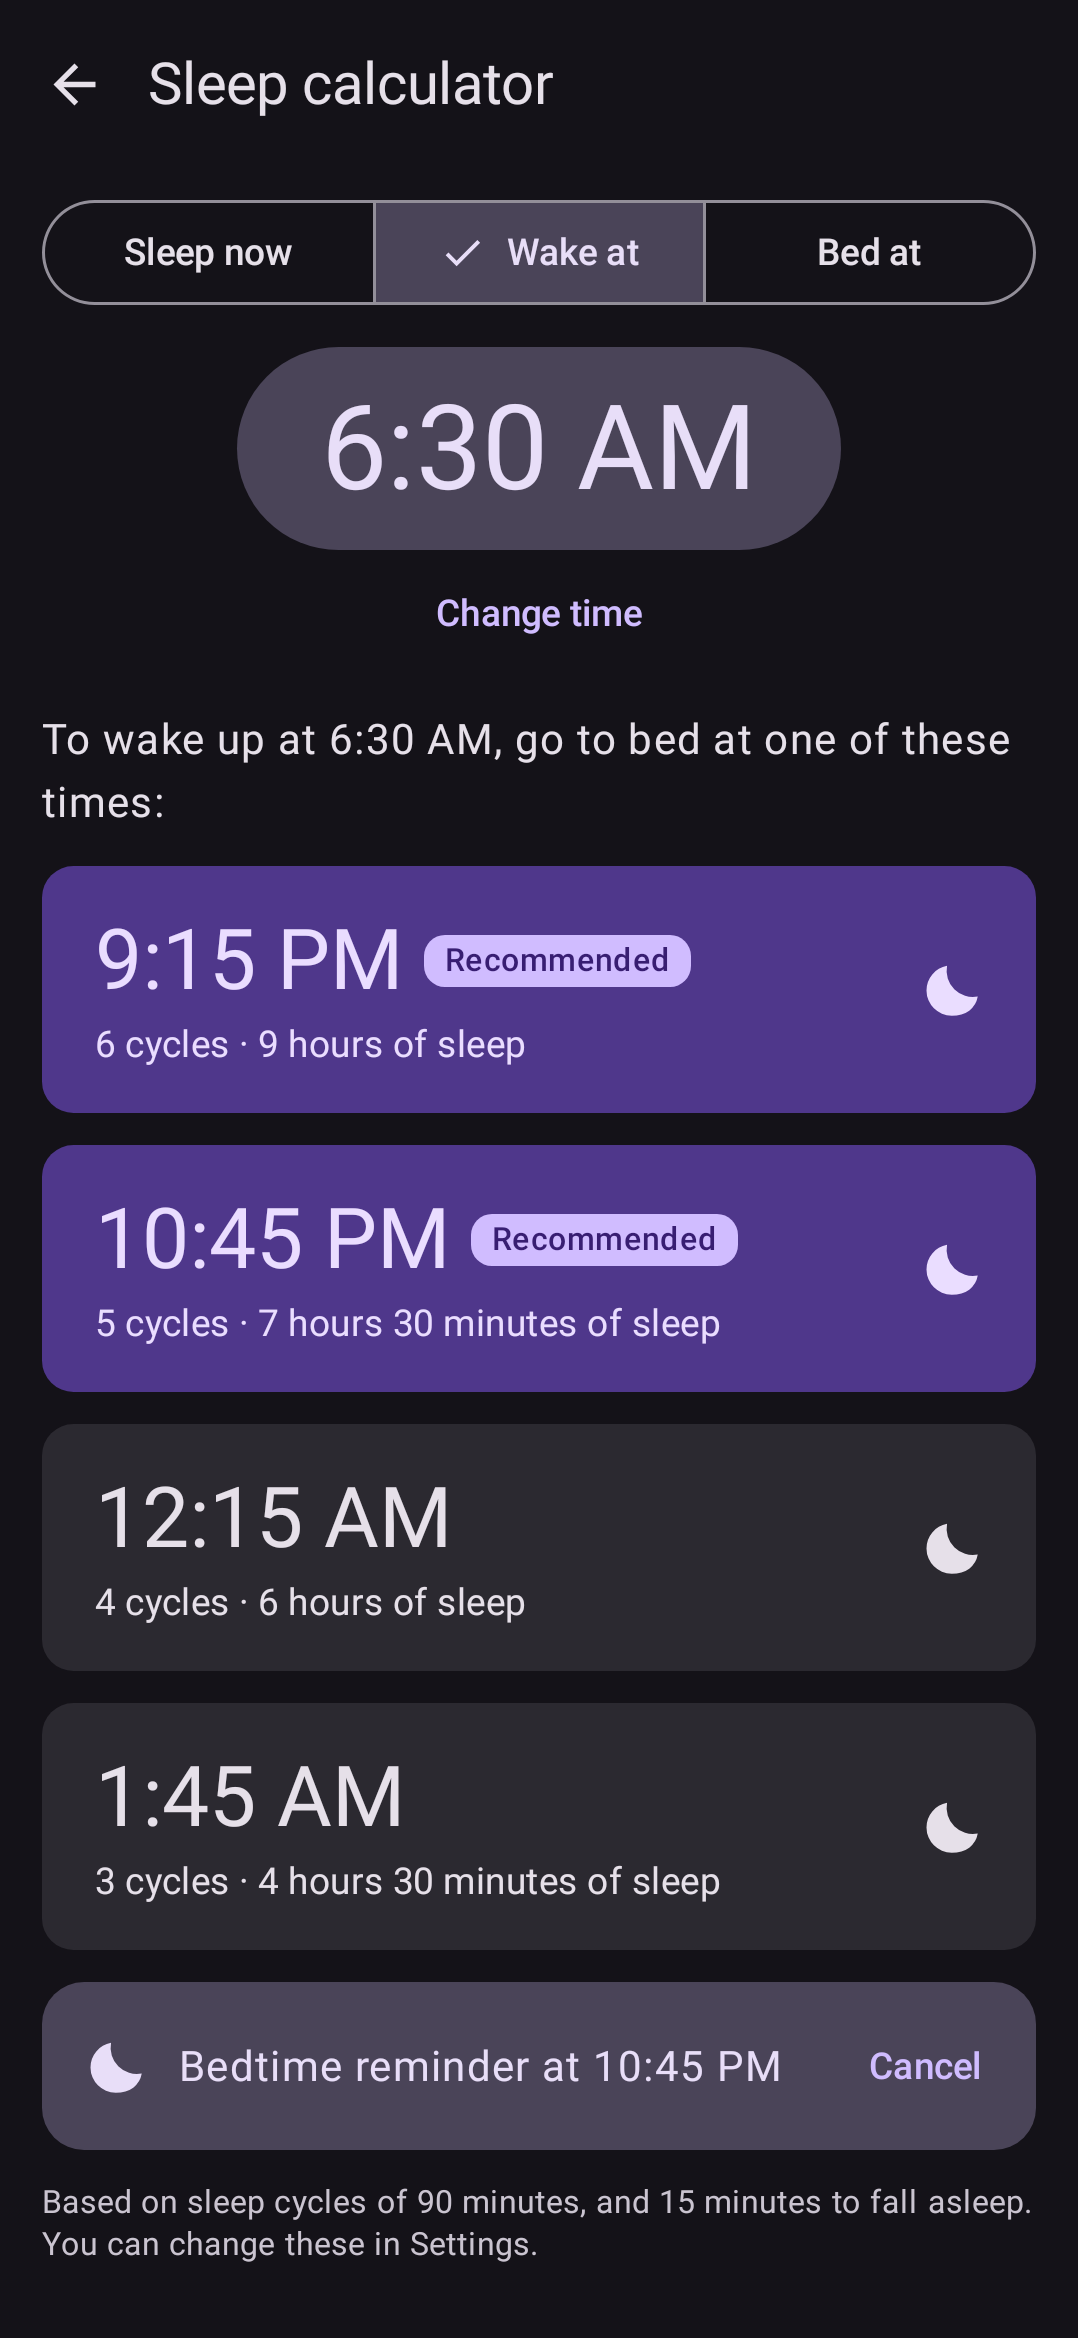 Sleep calculator
Sleep now
Wake at
Bed at
6:30 AM
Change time
To wake up at 6:30 AM, go to bed at one of these
times:
9:15 PM Recommended
6 cycles · 9 hours of sleep
10:45 PM Recommended
5 cycles · 7 hours 30 minutes of sleep
12:15 AM
4 cycles · 6 hours of sleep
1:45 AM
3 cycles · 4 hours 30 minutes of sleep
Bedtime reminder at 10:45 PM Cancel
Based on sleep cycles of 90 minutes, and 15 minutes to fall asleep.
You can change these in Settings.